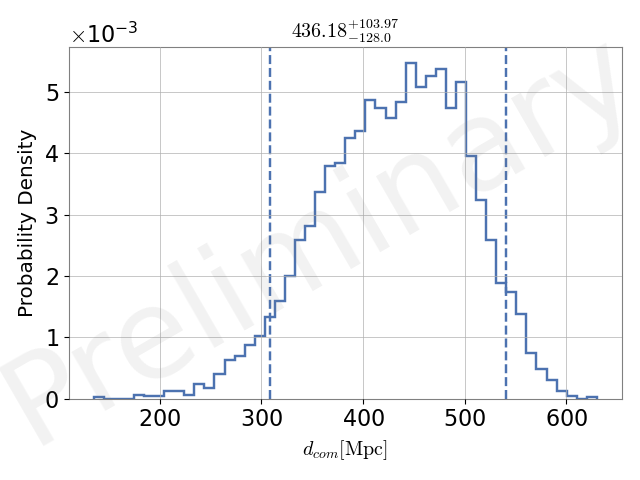 ×10⁻³
436.18^{+103.97}_{-128.0}
5
4
3
2
1
0
Probability Density
200 300 400 500 600
d_{com}[Mpc]
Preliminary